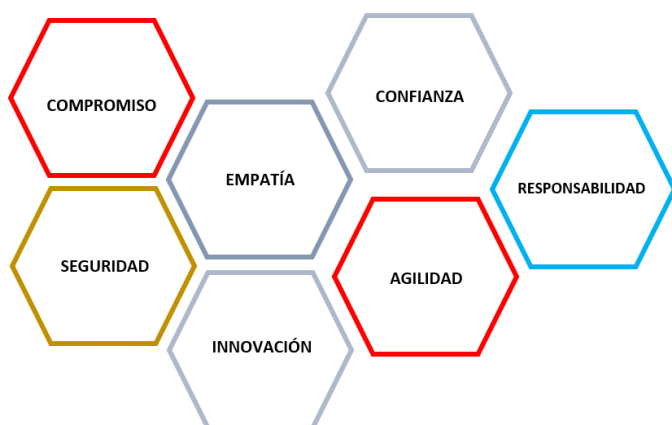 COMPROMISO
CONFIANZA
EMPATÍA
RESPONSABILIDAD
SEGURIDAD
AGILIDAD
INNOVACIÓN